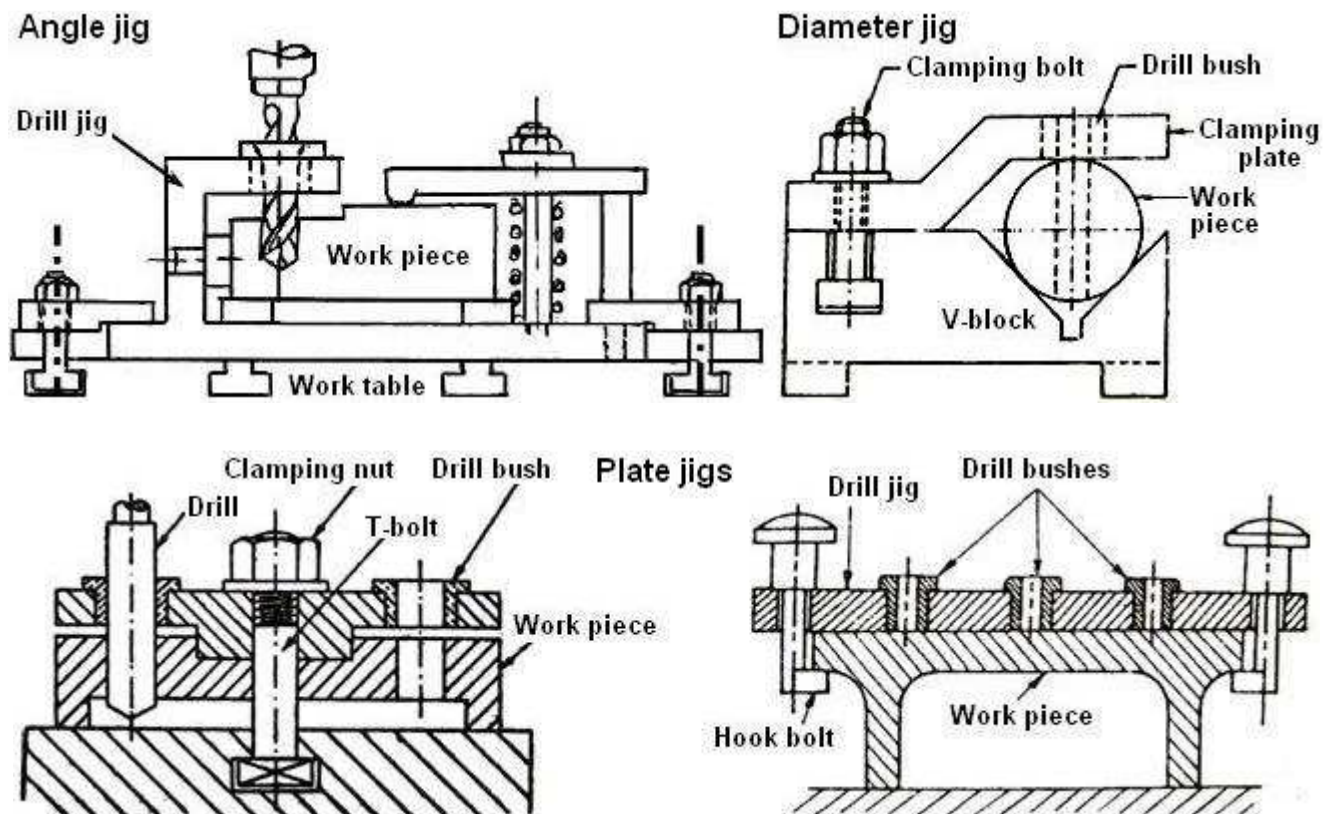 Angle jig
Drill jig
Work piece
Work table
Diameter jig
Clamping bolt
Drill bush
Clamping
plate
Work
piece
V-block
Plate jigs
Clamping nut
Drill bush
Drill
T-bolt
Work piece
Drill bushes
Drill jig
Work piece
Hook bolt